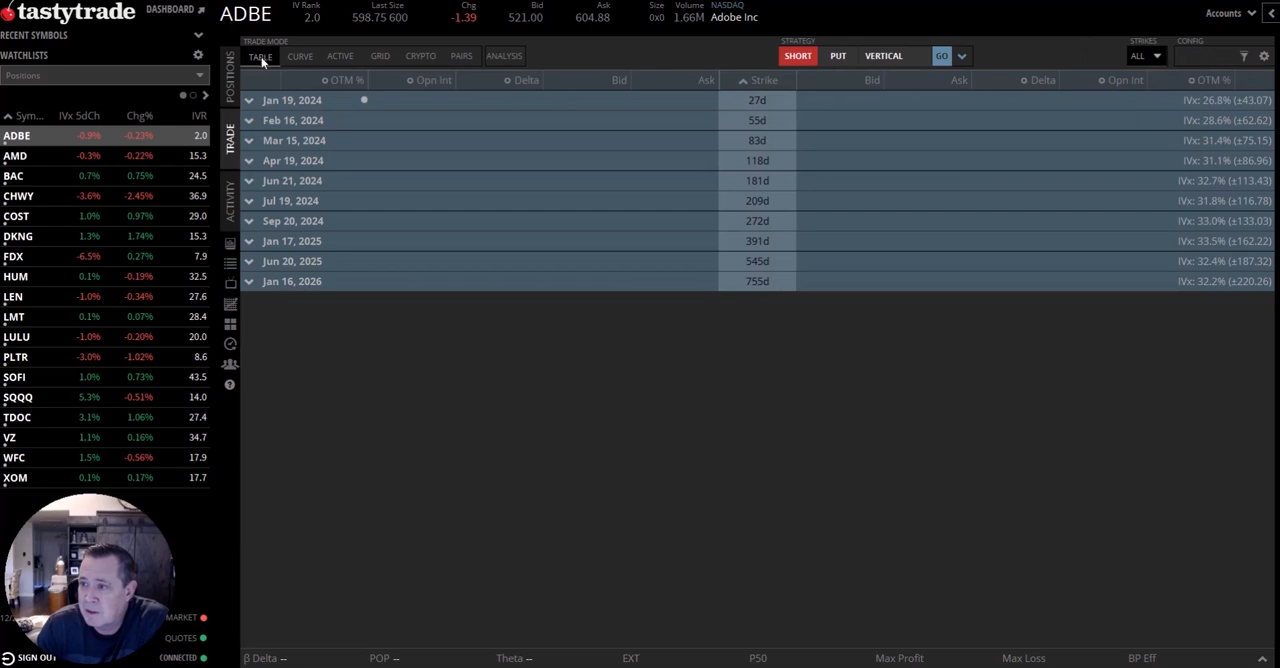 tastytrade DASHBOARD
ADBE IV Rank 2.0 Last Size 598.75 600 Chg -1.39 Bid 521.00 Ask 604.88 Size 0x0 Volume 1.66M NASDAQ Adobe Inc
Accounts
RECENT SYMBOLS
WATCHLISTS
Positions
Sym... IVx 5dCh Chg% IVR
ADBE -0.9% -0.23% 2.0
AMD -0.3% -0.22% 15.3
BAC 0.7% 0.75% 24.5
CHWY -3.6% -2.45% 36.9
COST 1.0% 0.97% 29.0
DKNG 1.3% 1.74% 15.3
FDX -6.5% 0.27% 7.9
HUM 0.1% -0.19% 32.5
LEN -1.0% -0.34% 27.6
LMT 0.1% 0.07% 28.4
LULU -1.0% -0.20% 20.0
PLTR -3.0% -1.02% 8.6
SOFI 1.0% 0.73% 43.5
SQQQ 5.3% -0.51% 14.0
TDOC 3.1% 1.06% 27.4
VZ 1.1% 0.16% 34.7
WFC 1.5% -0.56% 17.9
XOM 0.1% 0.17% 17.7
MARKET
QUOTES
SIGN OUT CONNECTED
POSITIONS
TRADE
ACTIVITY
TRADE MODE STRATEGY STRIKES CONFIG
TABLE CURVE ACTIVE GRID CRYPTO PAIRS ANALYSIS SHORT PUT VERTICAL GO ALL
OTM % Opn Int Delta Bid Ask Strike Bid Ask Delta Opn Int OTM %
Jan 19, 2024 27d IVx: 26.8% (±43.07)
Feb 16, 2024 55d IVx: 28.6% (±62.62)
Mar 15, 2024 83d IVx: 31.4% (±75.15)
Apr 19, 2024 118d IVx: 31.1% (±86.96)
Jun 21, 2024 181d IVx: 32.7% (±113.43)
Jul 19, 2024 209d IVx: 31.8% (±116.78)
Sep 20, 2024 272d IVx: 33.0% (±133.03)
Jan 17, 2025 391d IVx: 33.5% (±162.22)
Jun 20, 2025 545d IVx: 32.4% (±187.32)
Jan 16, 2026 755d IVx: 32.2% (±220.26)
β Delta -- POP -- Theta -- EXT P50 Max Profit Max Loss BP Eff